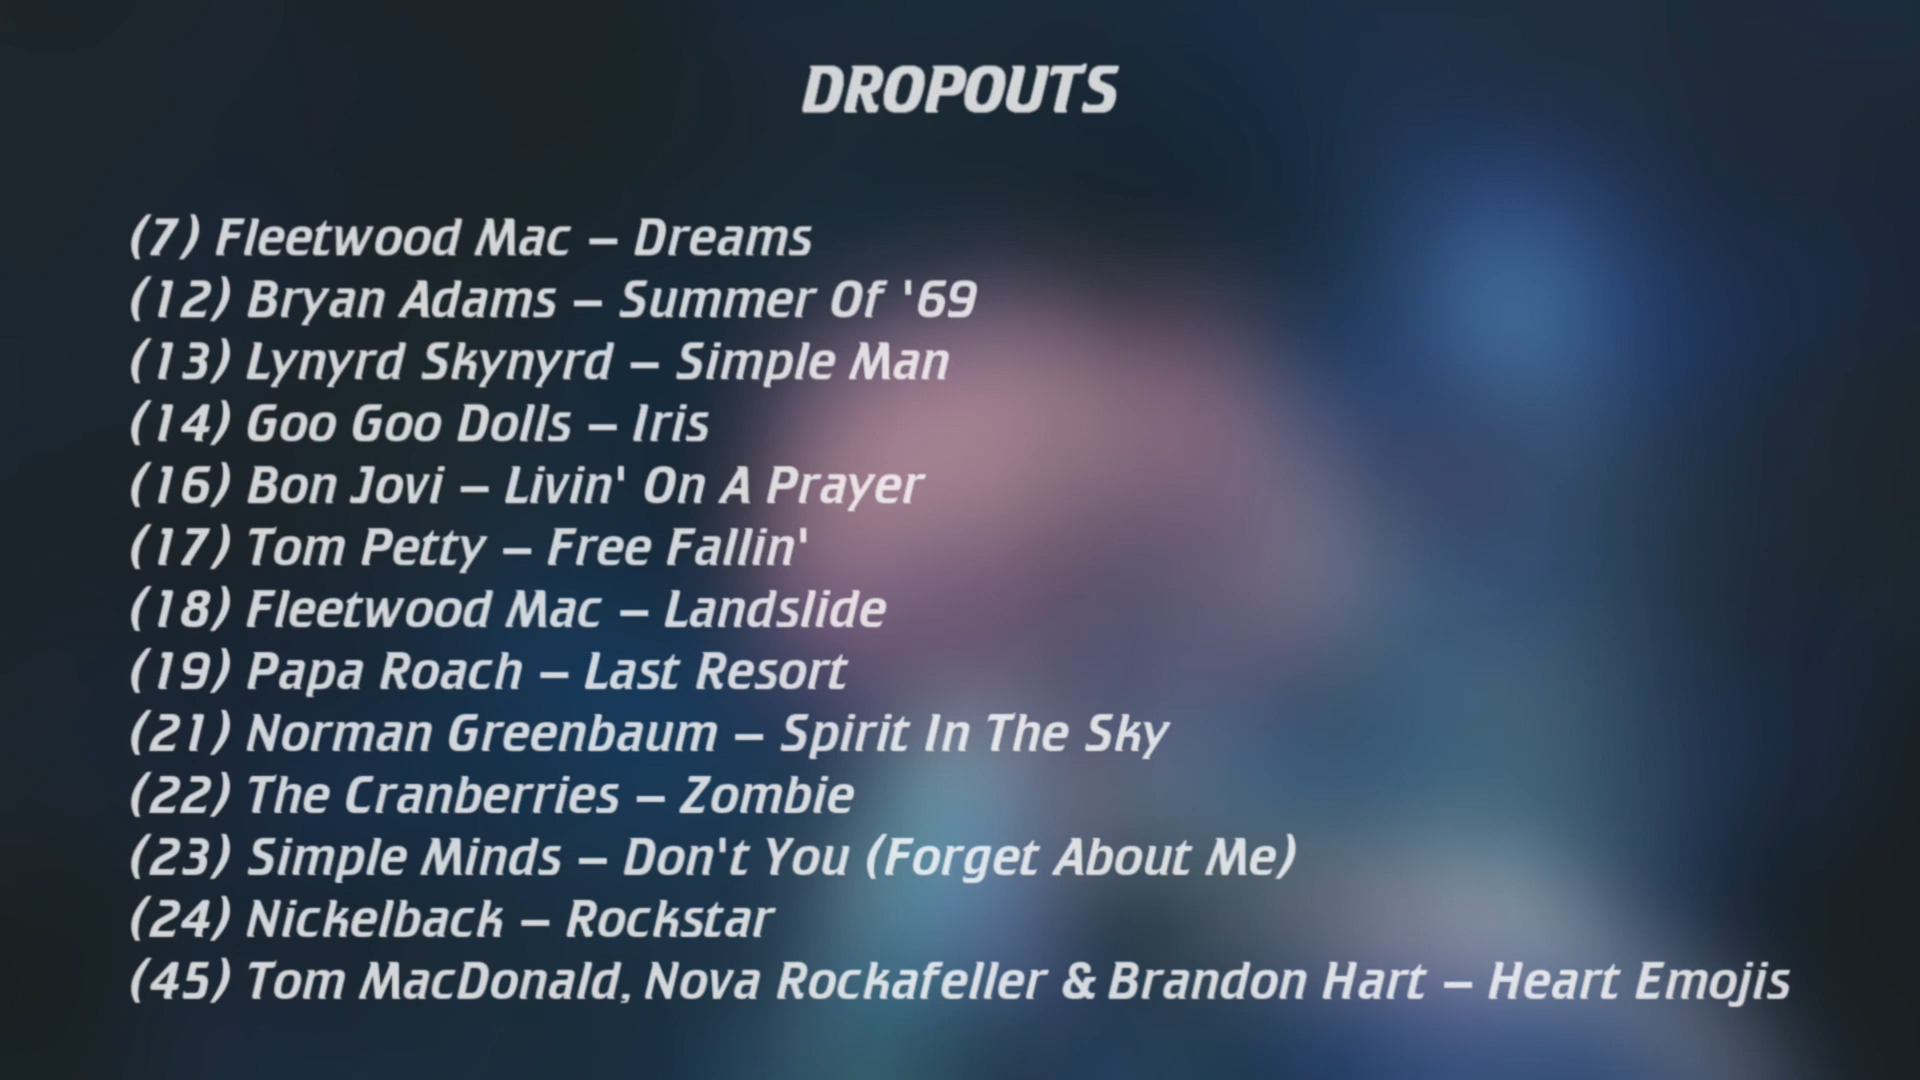 DROPOUTS
(7) Fleetwood Mac – Dreams
(12) Bryan Adams – Summer Of '69
(13) Lynyrd Skynyrd – Simple Man
(14) Goo Goo Dolls – Iris
(16) Bon Jovi – Livin' On A Prayer
(17) Tom Petty – Free Fallin'
(18) Fleetwood Mac – Landslide
(19) Papa Roach – Last Resort
(21) Norman Greenbaum – Spirit In The Sky
(22) The Cranberries – Zombie
(23) Simple Minds – Don't You (Forget About Me)
(24) Nickelback – Rockstar
(45) Tom MacDonald, Nova Rockafeller & Brandon Hart – Heart Emojis